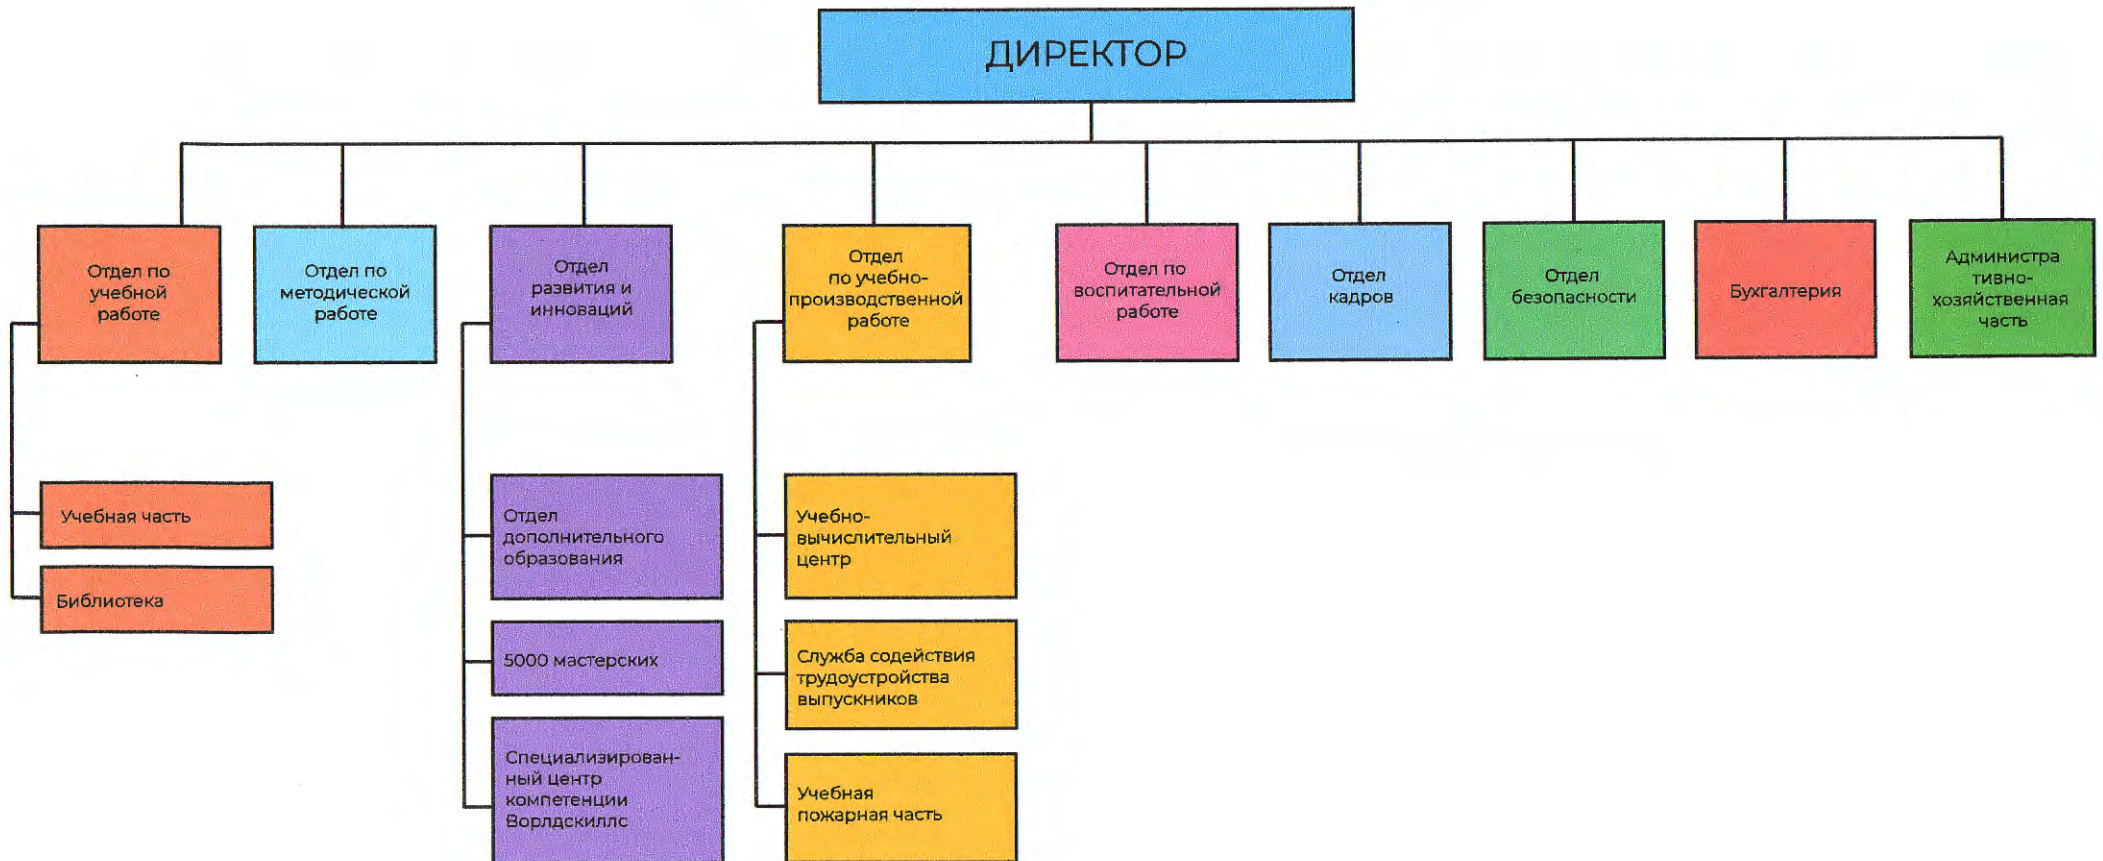 ДИРЕКТОР
Отдел по
учебной
работе
Отдел по
методической
работе
Отдел
развития и
инноваций
Отдел
по учебно-
производственной
работе
Отдел по
воспитательной
работе
Отдел
кадров
Отдел
безопасности
Бухгалтерия
Администра
тивно-
хозяйственная
часть
Учебная часть
Библиотека
Отдел
дополнительного
образования
5000 мастерских
Специализирован-
ный центр
компетенции
Ворлдскиллс
Учебно-
вычислительный
центр
Служба содействия
трудоустройства
выпускников
Учебная
пожарная часть